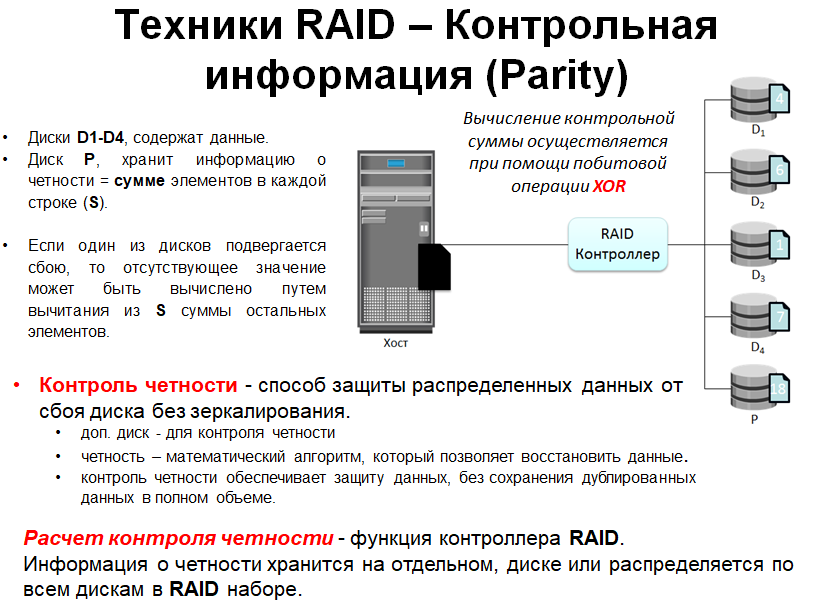 Техники RAID – Контрольная
информация (Parity)
• Диски D1-D4, содержат данные.
• Диск P, хранит информацию о
четности = сумме элементов в каждой
строке (S).
• Если один из дисков подвергается
сбою, то отсутствующее значение
может быть вычислено путем
вычитания из S суммы остальных
элементов.
Вычисление контрольной
суммы осуществляется
при помощи побитовой
операции XOR
Хост
RAID
Контроллер
4
D1
6
D2
1
D3
7
D4
18
P
• Контроль четности - способ защиты распределенных данных от
сбоя диска без зеркалирования.
• доп. диск - для контроля четности
• четность – математический алгоритм, который позволяет восстановить данные.
• контроль четности обеспечивает защиту данных, без сохранения дублированных
данных в полном объеме.
Расчет контроля четности - функция контроллера RAID.
Информация о четности хранится на отдельном, диске или распределяется по
всем дискам в RAID наборе.